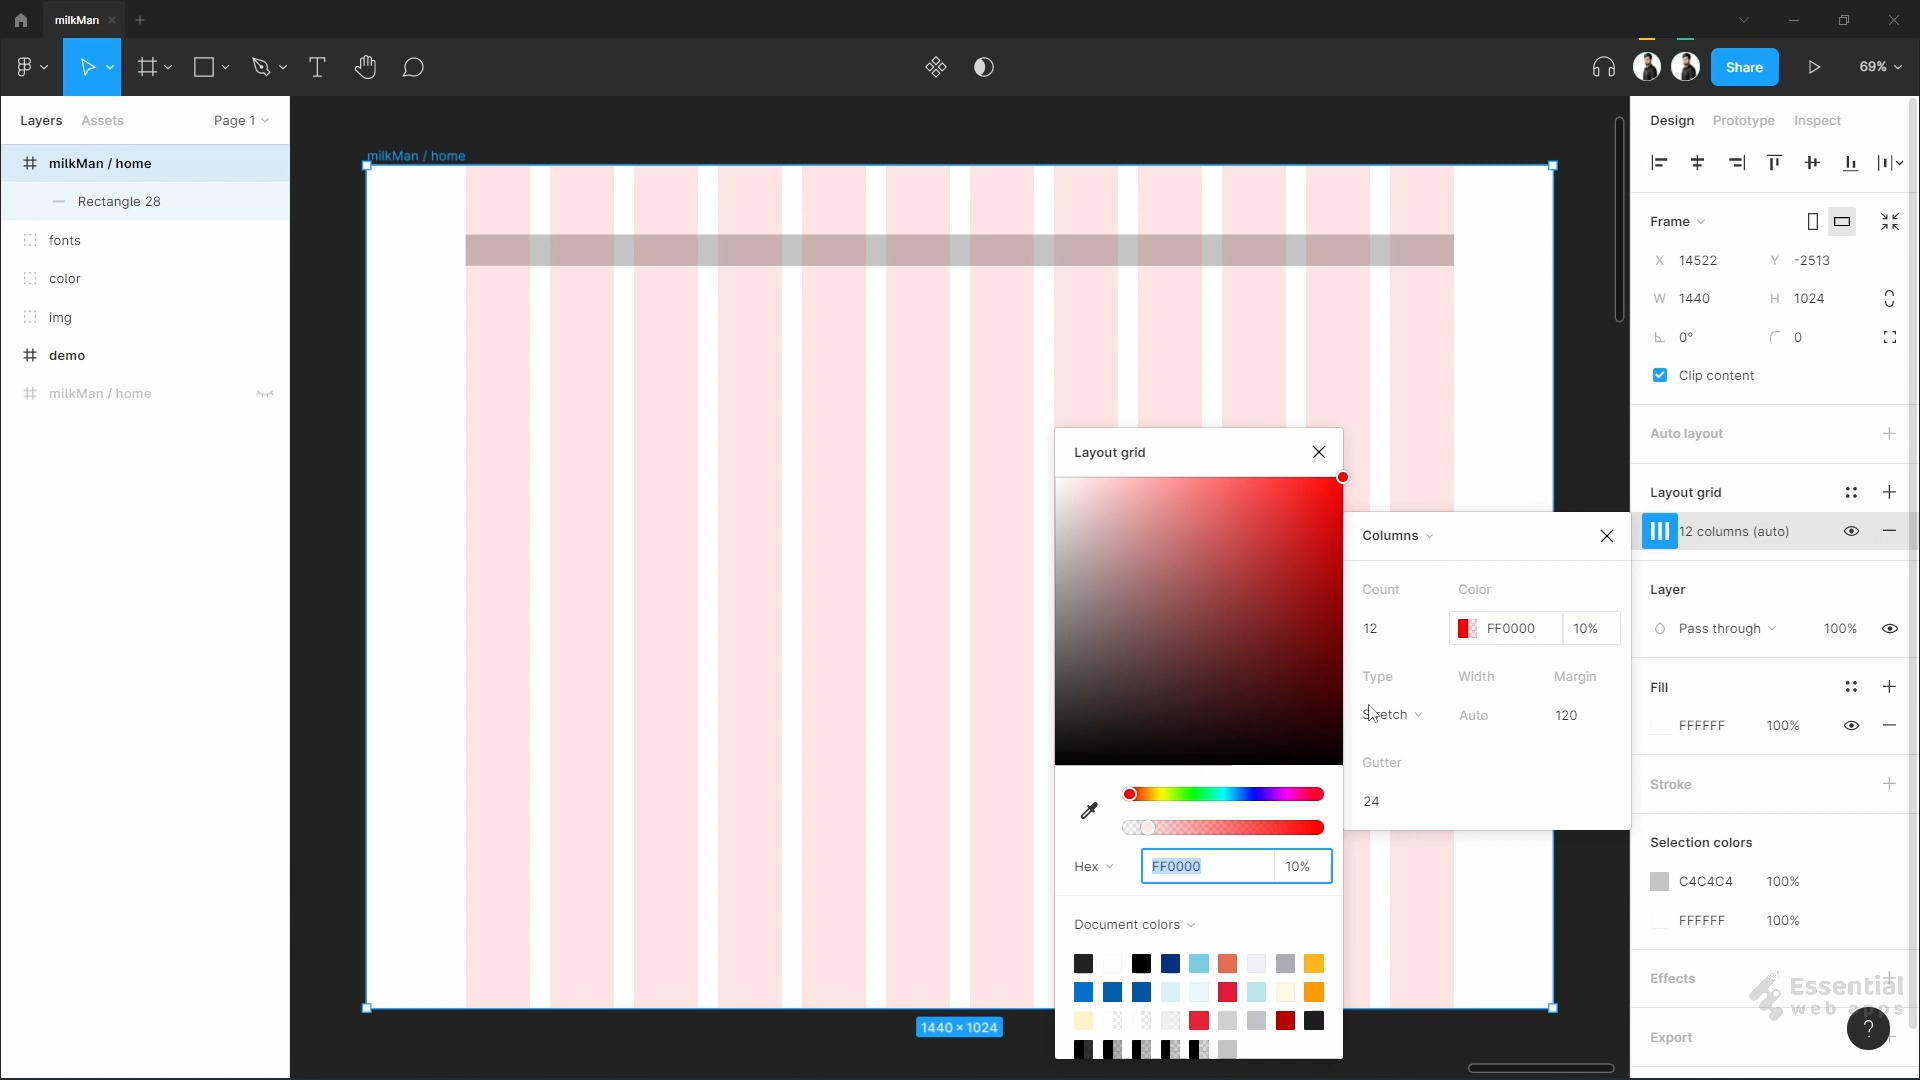 milkMan
Share
69%
Layers
Assets
Page 1
milkMan / home
Rectangle 28
fonts
color
img
demo
milkMan / home
milkMan / home
1440 × 1024
Layout grid
Hex
FF0000
10%
Document colors
Columns
Count
Color
12
FF0000
10%
Type
Width
Margin
Stretch
Auto
120
Gutter
24
Design
Prototype
Inspect
Frame
X 14522
Y -2513
W 1440
H 1024
0°
0
Clip content
Auto layout
Layout grid
12 columns (auto)
Layer
Pass through
100%
Fill
FFFFFF
100%
Stroke
Selection colors
C4C4C4
100%
FFFFFF
100%
Effects
Essential
web apps
?
Export